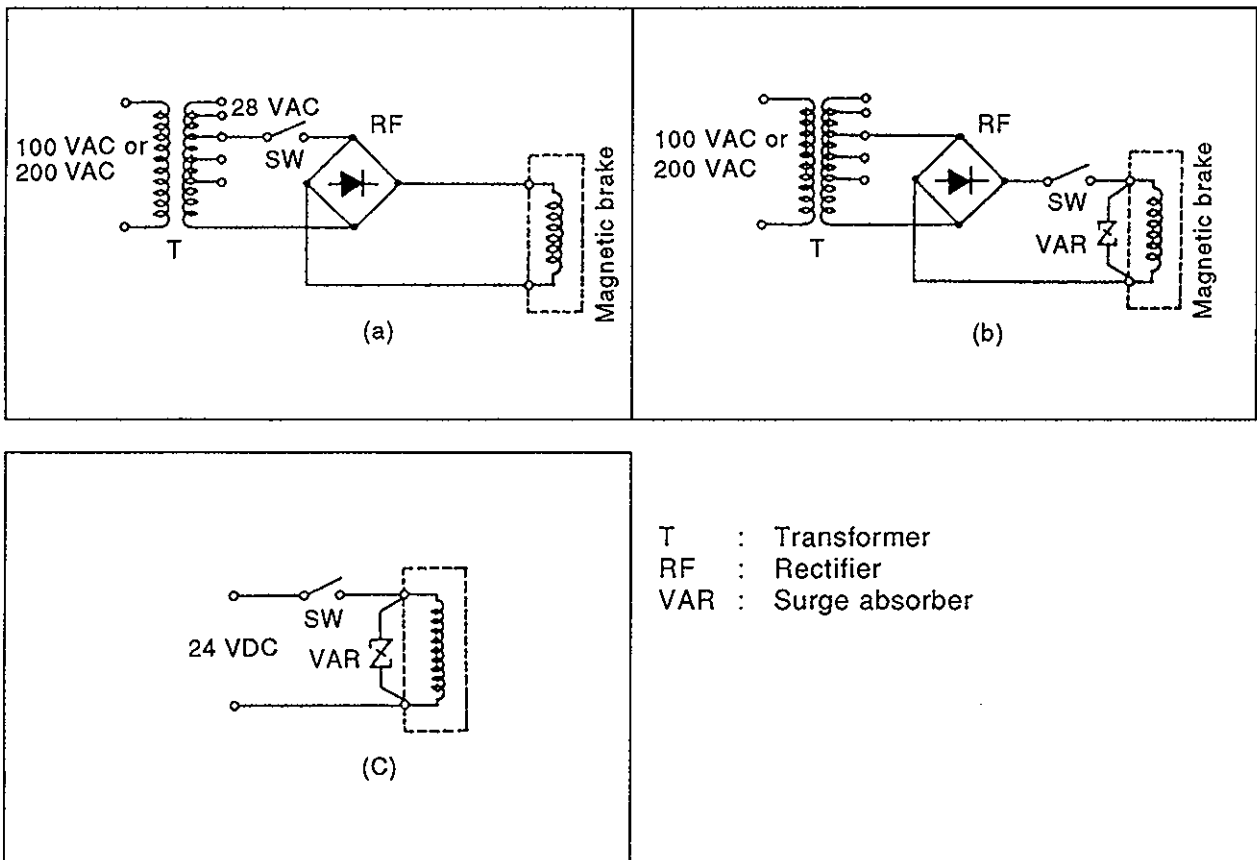 28 VAC
RF
100 VAC or
200 VAC
SW
T
Magnetic brake
(a)
RF
100 VAC or
200 VAC
SW
VAR
T
Magnetic brake
(b)
SW
24 VDC
VAR
(C)
T : Transformer
RF : Rectifier
VAR : Surge absorber